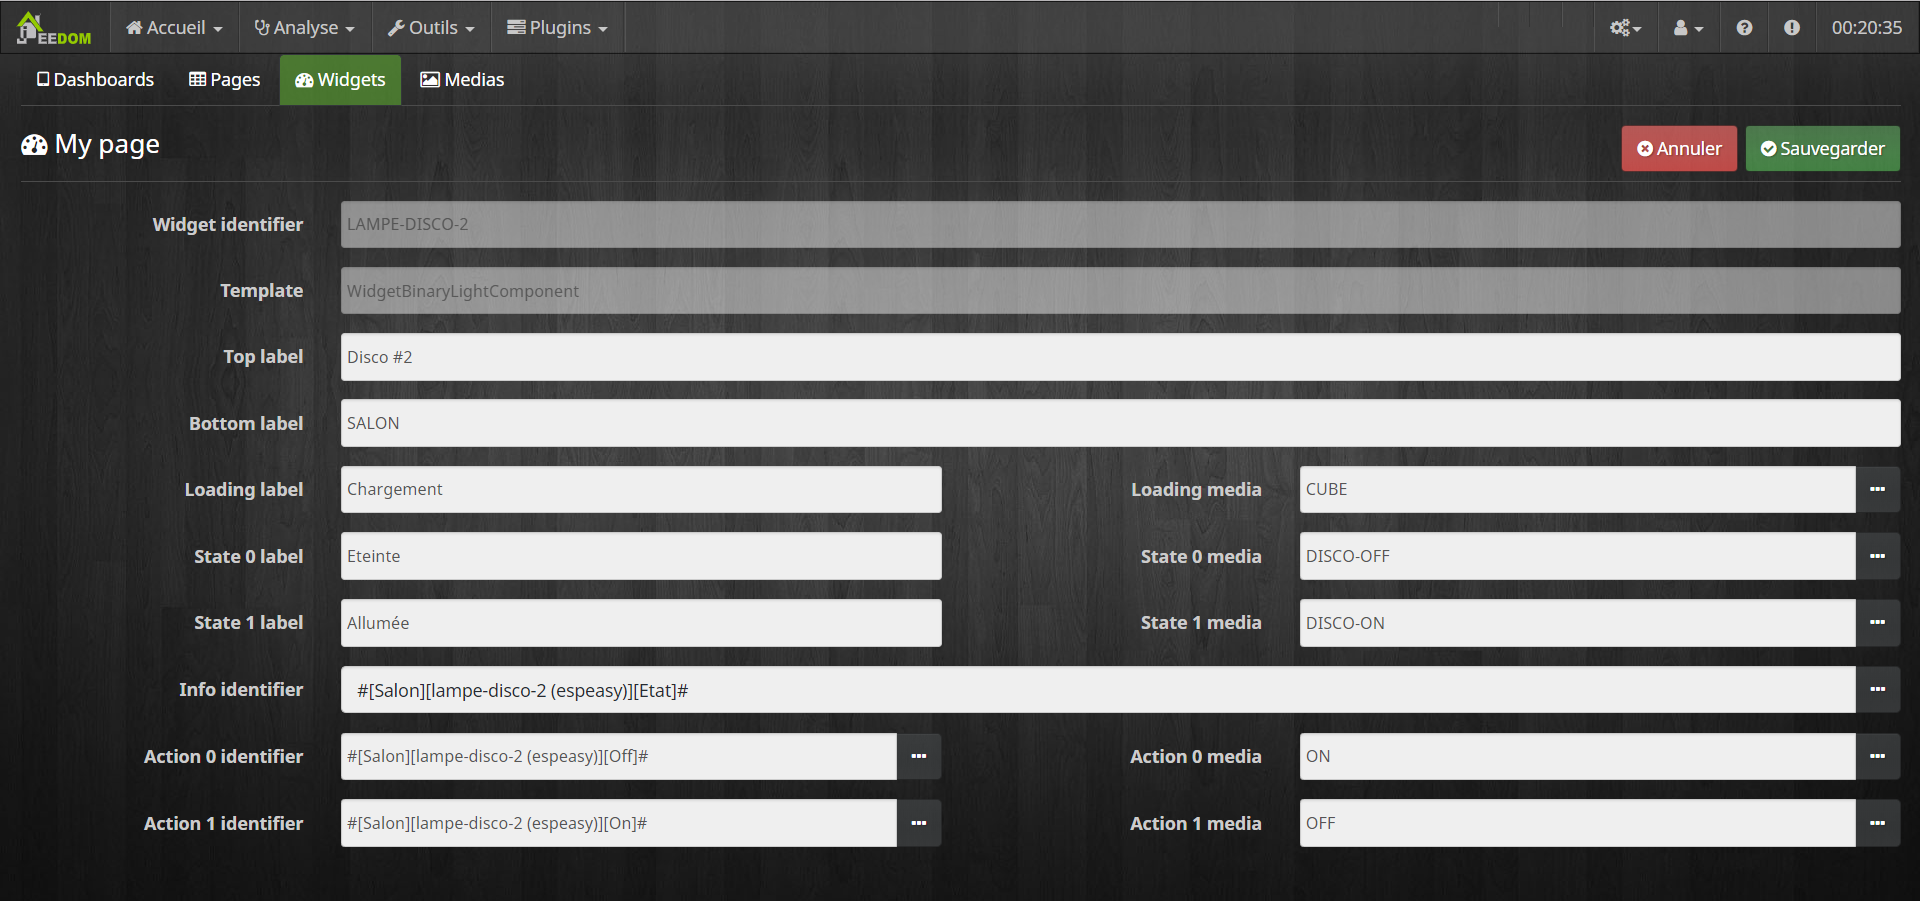 JEEDOM Accueil Analyse Outils Plugins 00:20:35
Dashboards Pages Widgets Medias
My page Annuler Sauvegarder
Widget identifier LAMPE-DISCO-2
Template WidgetBinaryLightComponent
Top label Disco #2
Bottom label SALON
Loading label Chargement Loading media CUBE ...
State 0 label Eteinte State 0 media DISCO-OFF ...
State 1 label Allumée State 1 media DISCO-ON ...
Info identifier #[Salon][lampe-disco-2 (espeasy)][Etat]# ...
Action 0 identifier #[Salon][lampe-disco-2 (espeasy)][Off]# ... Action 0 media ON ...
Action 1 identifier #[Salon][lampe-disco-2 (espeasy)][On]# ... Action 1 media OFF ...